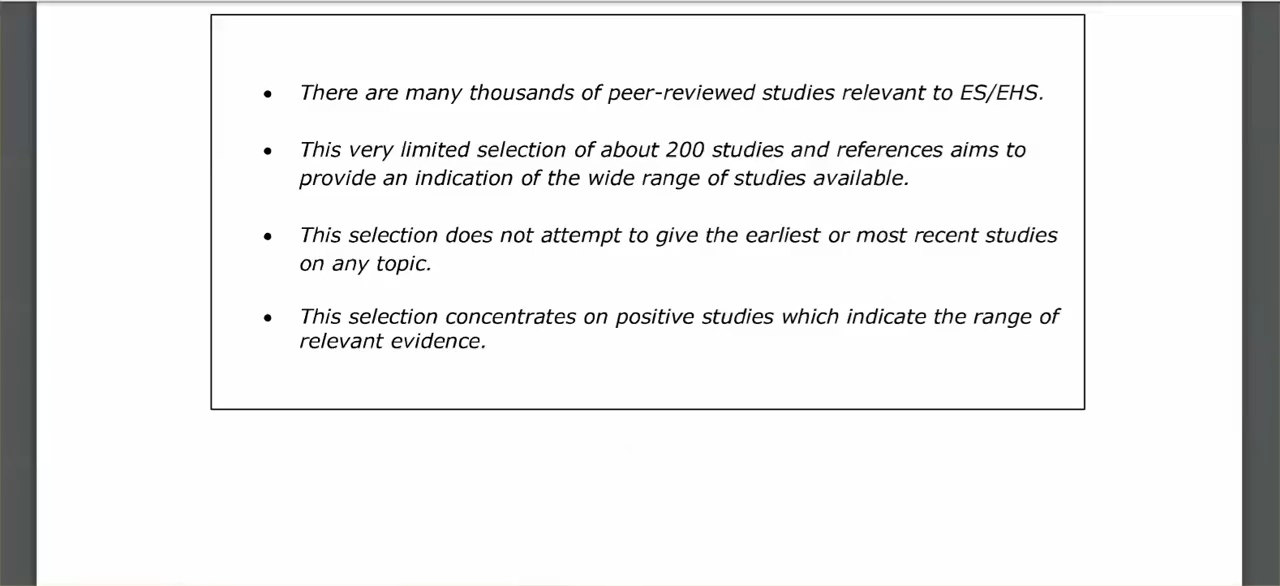 • There are many thousands of peer-reviewed studies relevant to ES/EHS.
• This very limited selection of about 200 studies and references aims to
provide an indication of the wide range of studies available.
• This selection does not attempt to give the earliest or most recent studies
on any topic.
• This selection concentrates on positive studies which indicate the range of
relevant evidence.